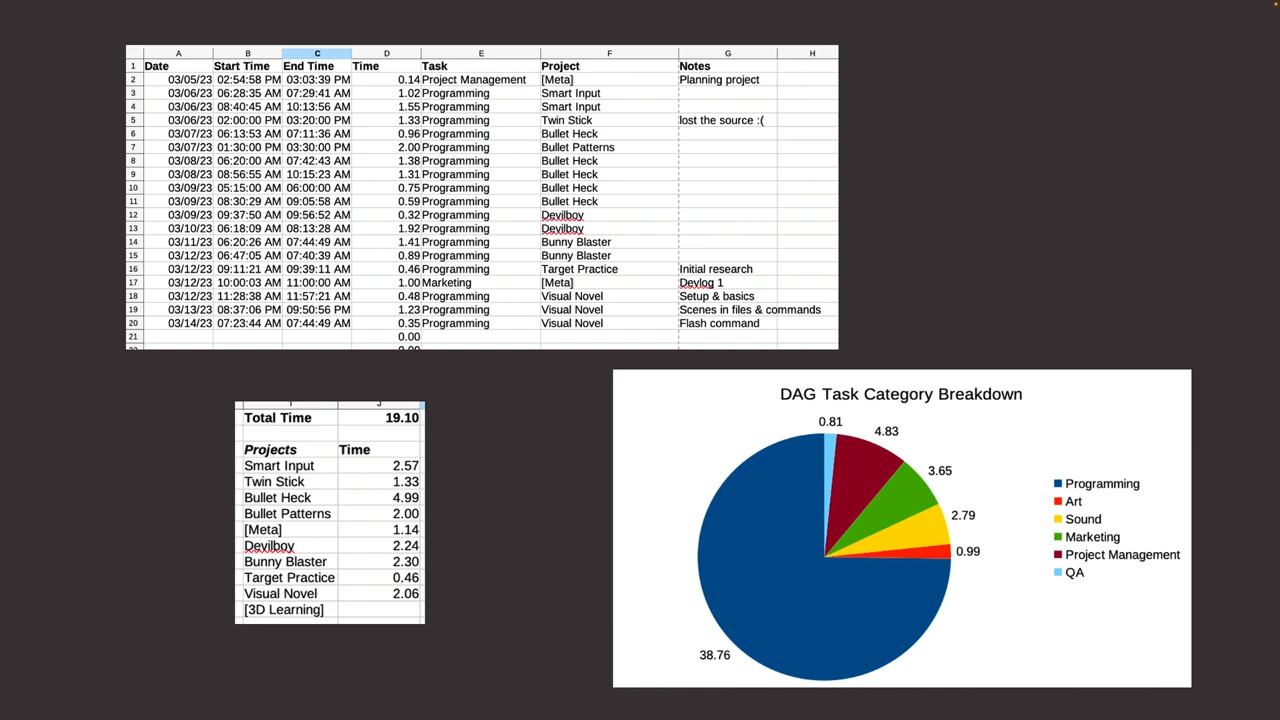 A B C D E F G H
1 Date Start Time End Time Time Task Project Notes
2 03/05/23 02:54:58 PM 03:03:39 PM 0.14 Project Management [Meta] Planning project
3 03/06/23 06:28:35 AM 07:29:41 AM 1.02 Programming Smart Input
4 03/06/23 08:40:45 AM 10:13:56 AM 1.55 Programming Smart Input
5 03/06/23 02:00:00 PM 03:20:00 PM 1.33 Programming Twin Stick lost the source :(
6 03/07/23 06:13:53 AM 07:11:36 AM 0.96 Programming Bullet Heck
7 03/07/23 01:30:00 PM 03:30:00 PM 2.00 Programming Bullet Patterns
8 03/08/23 06:20:00 AM 07:42:43 AM 1.38 Programming Bullet Heck
9 03/08/23 08:56:55 AM 10:15:23 AM 1.31 Programming Bullet Heck
10 03/09/23 05:15:00 AM 06:00:00 AM 0.75 Programming Bullet Heck
11 03/09/23 08:30:29 AM 09:05:58 AM 0.59 Programming Bullet Heck
12 03/09/23 09:37:50 AM 09:56:52 AM 0.32 Programming Devilboy
13 03/10/23 06:18:09 AM 08:13:28 AM 1.92 Programming Devilboy
14 03/11/23 06:20:26 AM 07:44:49 AM 1.41 Programming Bunny Blaster
15 03/12/23 06:47:05 AM 07:40:39 AM 0.89 Programming Bunny Blaster
16 03/12/23 09:11:21 AM 09:39:11 AM 0.46 Programming Target Practice Initial research
17 03/12/23 10:00:03 AM 11:00:00 AM 1.00 Marketing [Meta] Devlog 1
18 03/12/23 11:28:38 AM 11:57:21 AM 0.48 Programming Visual Novel Setup & basics
19 03/13/23 08:37:06 PM 09:50:56 PM 1.23 Programming Visual Novel Scenes in files & commands
20 03/14/23 07:23:44 AM 07:44:49 AM 0.35 Programming Visual Novel Flash command
21 0.00
Total Time 19.10
Projects Time
Smart Input 2.57
Twin Stick 1.33
Bullet Heck 4.99
Bullet Patterns 2.00
[Meta] 1.14
Devilboy 2.24
Bunny Blaster 2.30
Target Practice 0.46
Visual Novel 2.06
[3D Learning]
DAG Task Category Breakdown
0.81
4.83
3.65
2.79
0.99
38.76
Programming
Art
Sound
Marketing
Project Management
QA